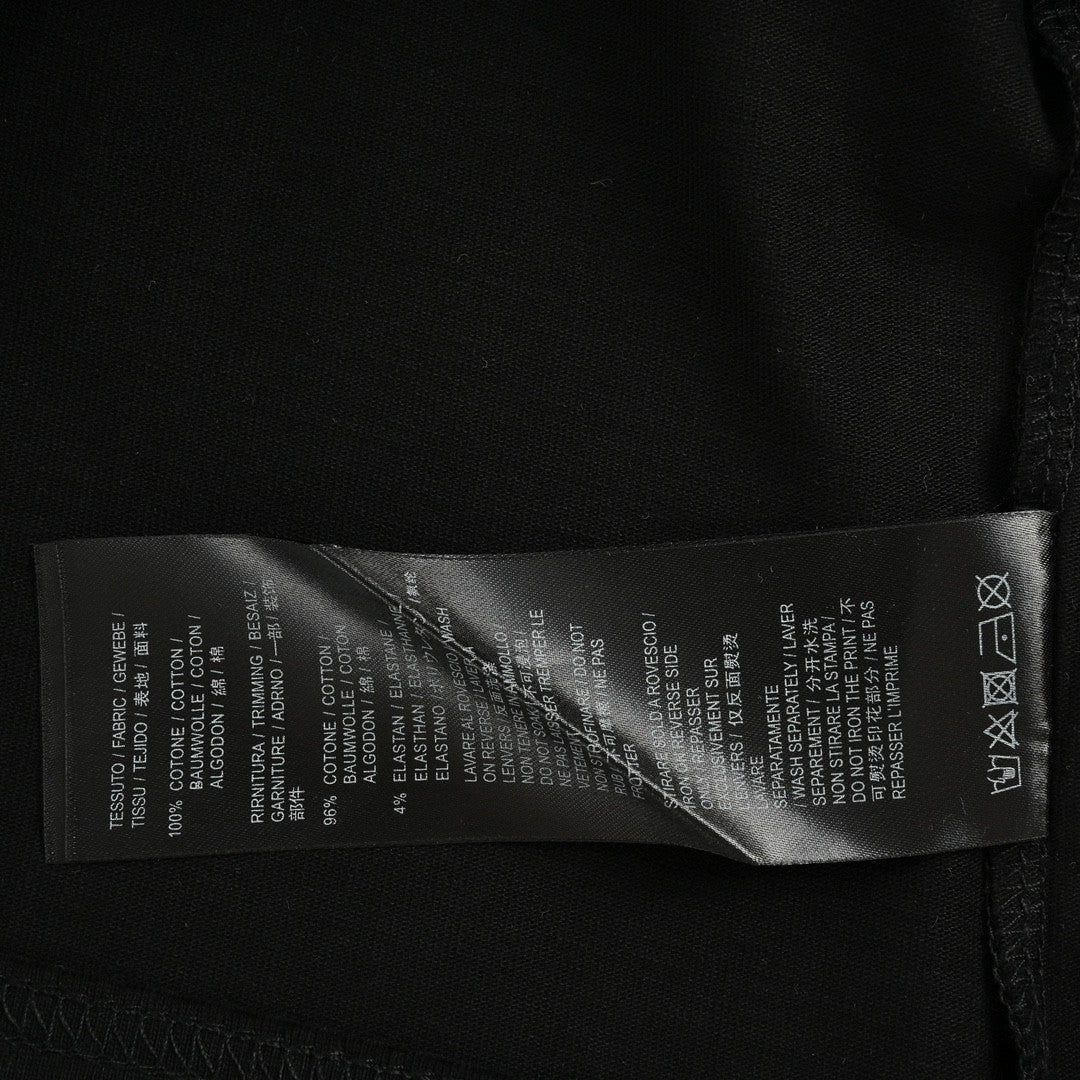 TESSUTO / FABRIC / GEWEBE /
TISSU / TEJIDO / 表地 / 面料
100% COTONE / COTTON /
BAUMWOLLE / COTON /
ALGODON / 綿 / 棉
RIRNITURA / TRIMMING / BESAIZ /
GARNITURE / ADRNO / 一部 / 装饰
部件
96% COTONE / COTTON /
BAUMWOLLE / COTON
ALGODON / 綿 / 棉
4% ELASTAN / ELASTANE /
ELASTHAN / ELASTHANNE
ELASTANO / WASH
LAVARE AL ROVESCIO
ON REVERSE / LAVER A
LENVERS /
NON TENERE IN AMMOLLO /
DO NOT SOAK / 不可浸泡/
NE PAS LAISSER TREMPER LE
VETEMENT
NON STROFINARE / DO NOT
RUB / NE PAS
FROTTER
STIRARE SOLO A ROVESCIO /
IRON REVERSE SIDE
ONLY / REPASSER
EXCLUSIVEMENT SUR
/ 仅反面熨烫
LAVARE
SEPARATAMENTE
/ WASH SEPARATELY / LAVER
SEPAREMENT / 分开水洗
NON STIRARE LA STAMPA /
DO NOT IRON THE PRINT / 不
可熨烫印花部分 / NE PAS
REPASSER L'IMPRIME